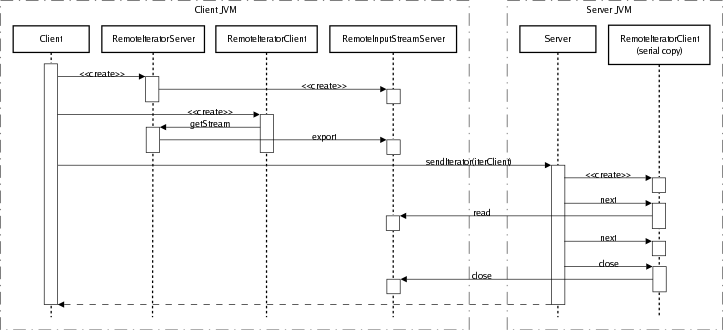 Client JVM
Server JVM
Client
RemoteIteratorServer
RemoteIteratorClient
RemoteInputStreamServer
Server
RemoteIteratorClient
(serial copy)
<<create>>
<<create>>
<<create>>
getStream
export
sendIterator(iterClient)
<<create>>
next
read
next
close
close